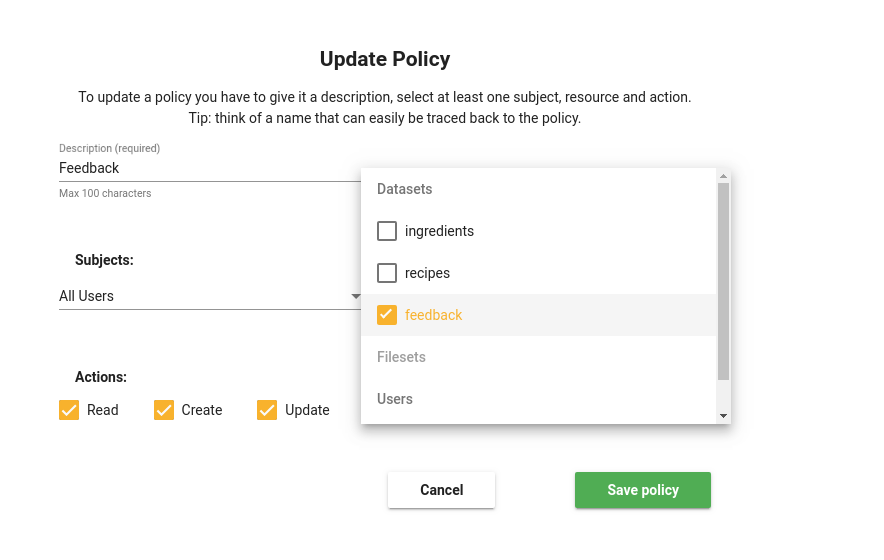 Update Policy
To update a policy you have to give it a description, select at least one subject, resource and action.
Tip: think of a name that can easily be traced back to the policy.
Description (required)
Feedback
Max 100 characters
Subjects:
All Users
Actions:
Read
Create
Update
Datasets
ingredients
recipes
feedback
Filesets
Users
Cancel
Save policy